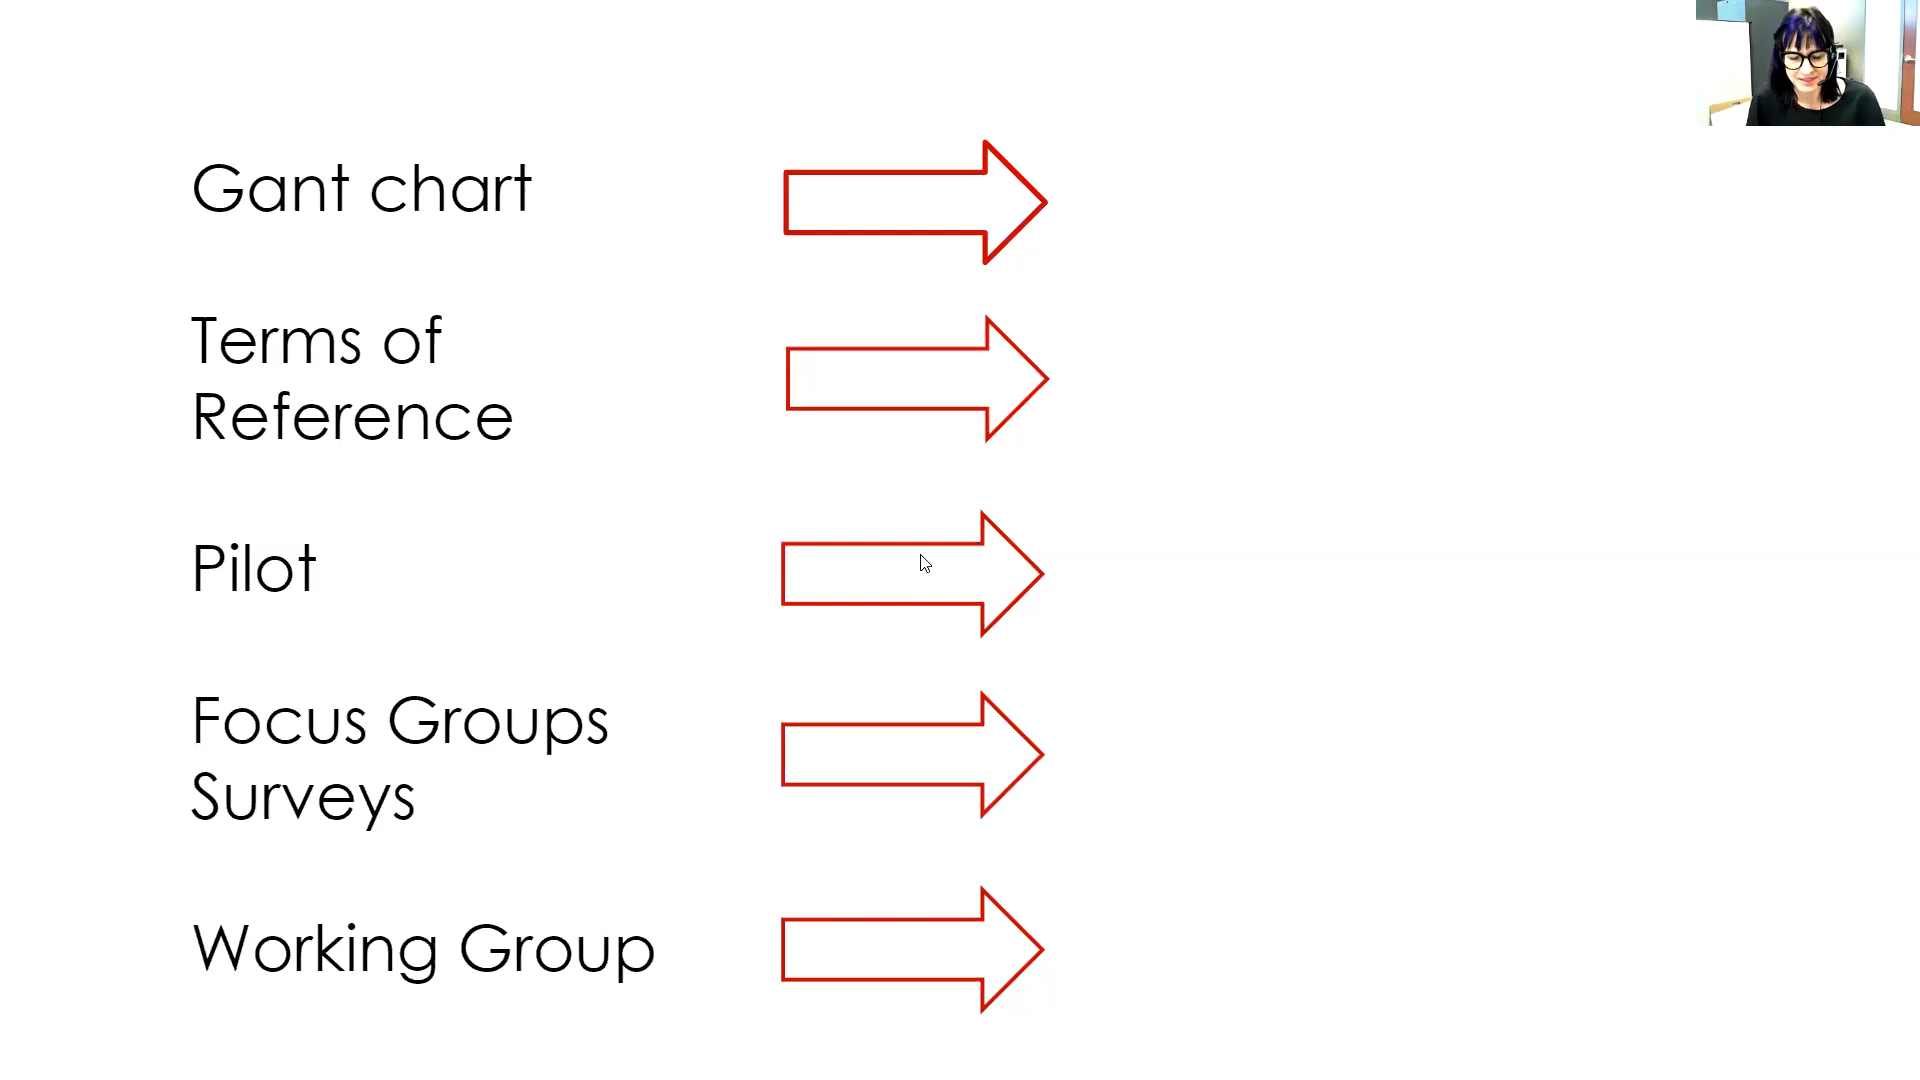 Gant chart
Terms of
Reference
Pilot
Focus Groups
Surveys
Working Group